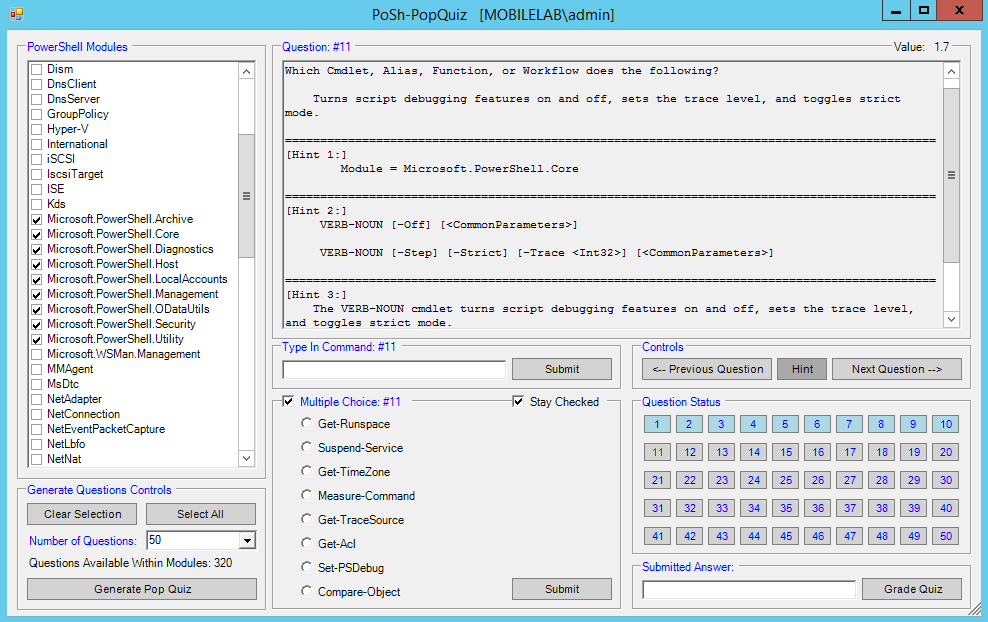 PoSh-PopQuiz [MOBILELAB\admin]
PowerShell Modules
Dism
DnsClient
DnsServer
GroupPolicy
Hyper-V
International
iSCSI
IscsiTarget
ISE
Kds
Microsoft.PowerShell.Archive
Microsoft.PowerShell.Core
Microsoft.PowerShell.Diagnostics
Microsoft.PowerShell.Host
Microsoft.PowerShell.LocalAccounts
Microsoft.PowerShell.Management
Microsoft.PowerShell.ODataUtils
Microsoft.PowerShell.Security
Microsoft.PowerShell.Utility
Microsoft.WSMan.Management
MMAgent
MsDtc
NetAdapter
NetConnection
NetEventPacketCapture
NetLbfo
NetNat
Generate Questions Controls
Clear Selection
Select All
Number of Questions: 50
Questions Available Within Modules: 320
Generate Pop Quiz
Question: #11
Value: 1.7
Which Cmdlet, Alias, Function, or Workflow does the following?
Turns script debugging features on and off, sets the trace level, and toggles strict
mode.
[Hint 1:]
Module = Microsoft.PowerShell.Core
[Hint 2:]
VERB-NOUN [-Off] [<CommonParameters>]
VERB-NOUN [-Step] [-Strict] [-Trace <Int32>] [<CommonParameters>]
[Hint 3:]
The VERB-NOUN cmdlet turns script debugging features on and off, sets the trace level,
and toggles strict mode.
Type In Command: #11
Submit
Multiple Choice: #11
Stay Checked
Get-Runspace
Suspend-Service
Get-TimeZone
Measure-Command
Get-TraceSource
Get-Acl
Set-PSDebug
Compare-Object
Submit
Controls
<-- Previous Question
Hint
Next Question -->
Question Status
1 2 3 4 5 6 7 8 9 10
11 12 13 14 15 16 17 18 19 20
21 22 23 24 25 26 27 28 29 30
31 32 33 34 35 36 37 38 39 40
41 42 43 44 45 46 47 48 49 50
Submitted Answer:
Grade Quiz